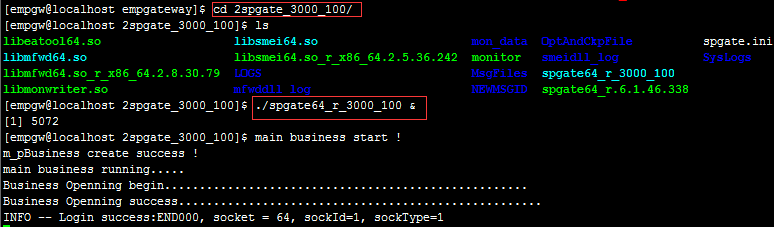 [empgw@localhost empgateway]$ cd 2spgate_3000_100/
[empgw@localhost 2spgate_3000_100]$ ls
libeatool64.so libsmei64.so mon_data OptAndChpFile spgate.ini
libmfwd64.so libsmei64.so_r_x86_64.2.5.36.242 monitor smeidll_log SysLogs
libmfwd64.so_r_x86_64.2.8.30.79 LOGS MsgFiles spgate64_r_3000_100
libmonwriter.so mfwddll_log NEWMSGID spgate64_r.6.1.46.338
[empgw@localhost 2spgate_3000_100]$ ./spgate64_r_3000_100 &
[1] 5072
[empgw@localhost 2spgate_3000_100]$ main business start !
m_pBusiness create success !
main business running.....
Business Openning begin....................................................
Business Openning success....................................................
INFO -- Login success:END000, socket = 64, sockId=1, sockType=1